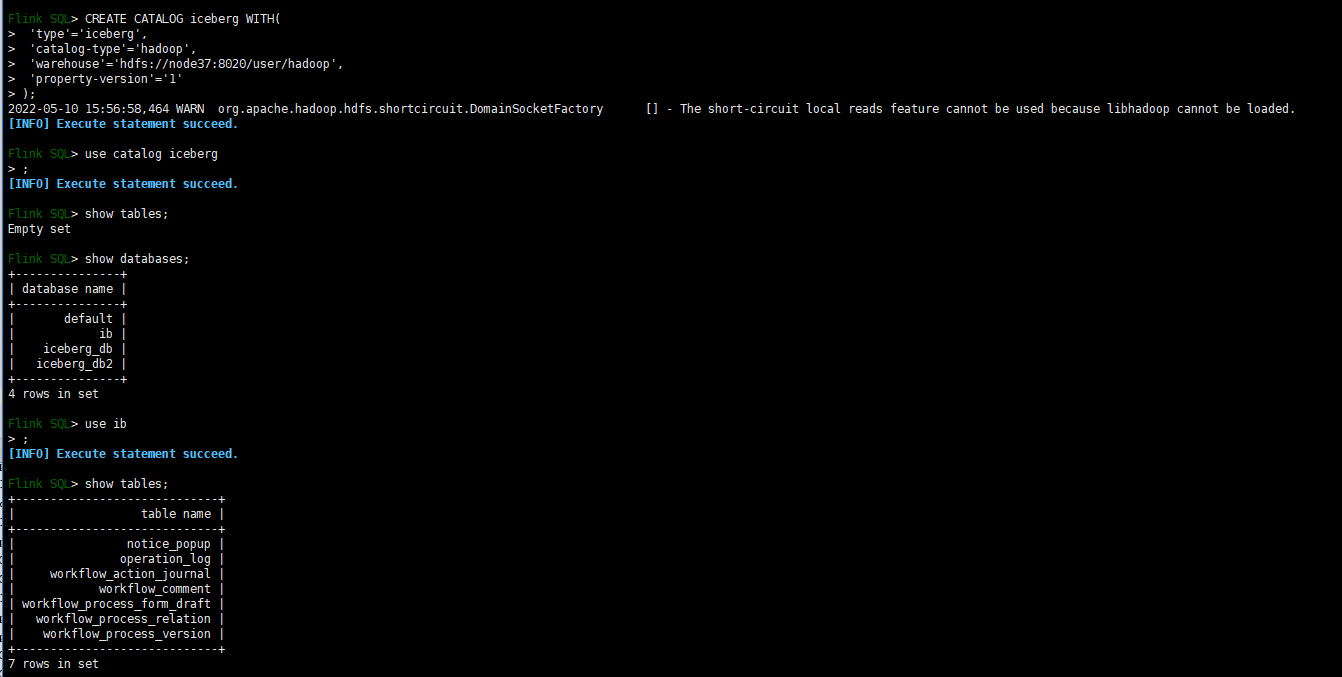 Flink SQL> CREATE CATALOG iceberg WITH(
>  'type'='iceberg',
>  'catalog-type'='hadoop',
>  'warehouse'='hdfs://node37:8020/user/hadoop',
>  'property-version'='1'
> );
2022-05-10 15:56:58,464 WARN  org.apache.hadoop.hdfs.shortcircuit.DomainSocketFactory      [] - The short-circuit local reads feature cannot be used because libhadoop cannot be loaded.
[INFO] Execute statement succeed.
Flink SQL> use catalog iceberg
> ;
[INFO] Execute statement succeed.
Flink SQL> show tables;
Empty set
Flink SQL> show databases;
+---------------+
| database name |
+---------------+
|       default |
|            ib |
|    iceberg_db |
|   iceberg_db2 |
+---------------+
4 rows in set
Flink SQL> use ib
> ;
[INFO] Execute statement succeed.
Flink SQL> show tables;
+-----------------------------+
|                  table name |
+-----------------------------+
|                notice_popup |
|               operation_log |
|     workflow_action_journal |
|            workflow_comment |
| workflow_process_form_draft |
|   workflow_process_relation |
|    workflow_process_version |
+-----------------------------+
7 rows in set